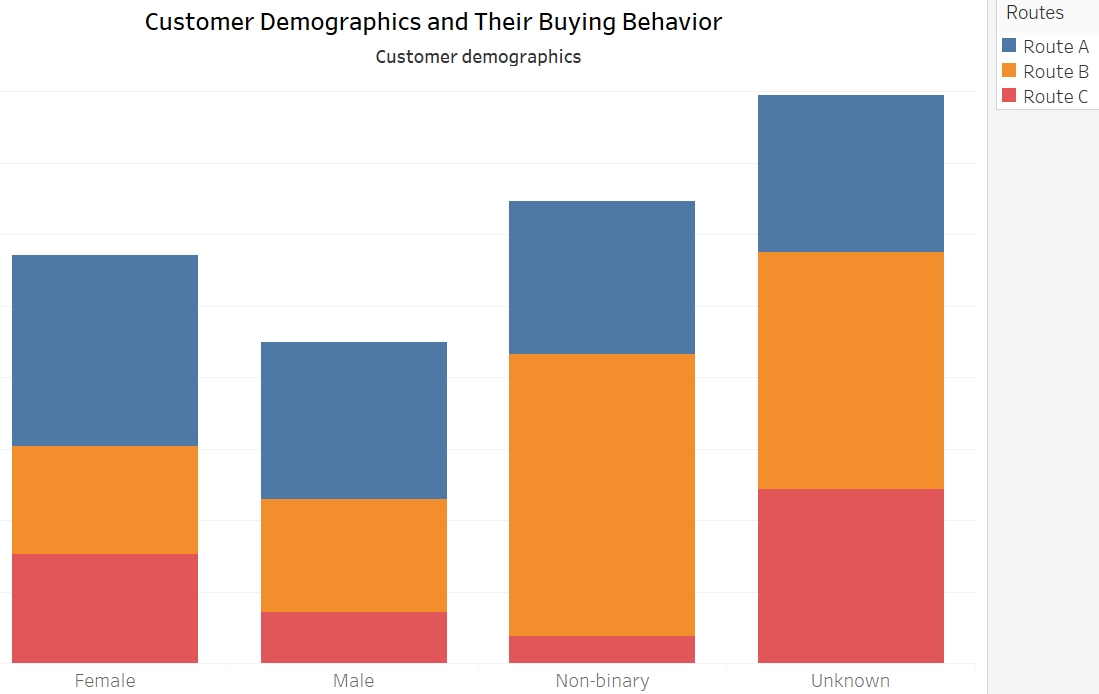 Customer Demographics and Their Buying Behavior
Customer demographics
Routes
Route A
Route B
Route C
Female
Male
Non-binary
Unknown